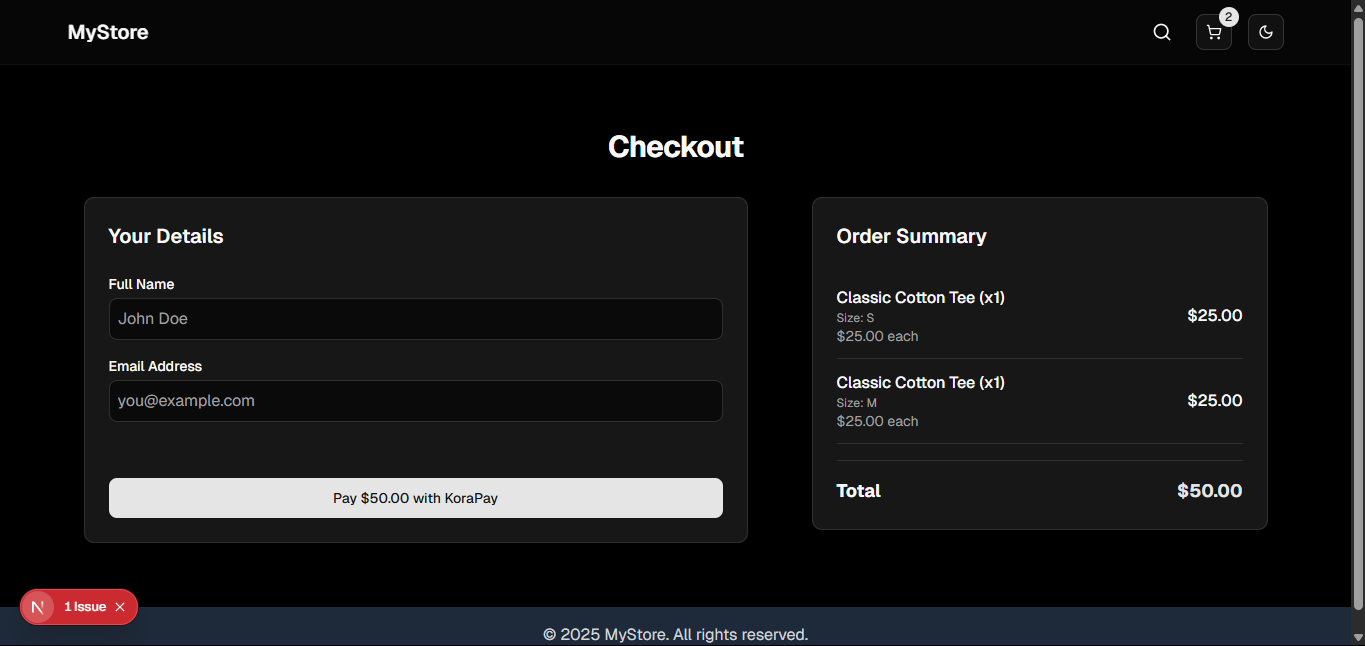 MyStore
2
Checkout
Your Details
Full Name
John Doe
Email Address
you@example.com
Pay $50.00 with KoraPay
Order Summary
Classic Cotton Tee (x1)
Size: S
$25.00 each
$25.00
Classic Cotton Tee (x1)
Size: M
$25.00 each
$25.00
Total
$50.00
N 1 Issue
© 2025 MyStore. All rights reserved.